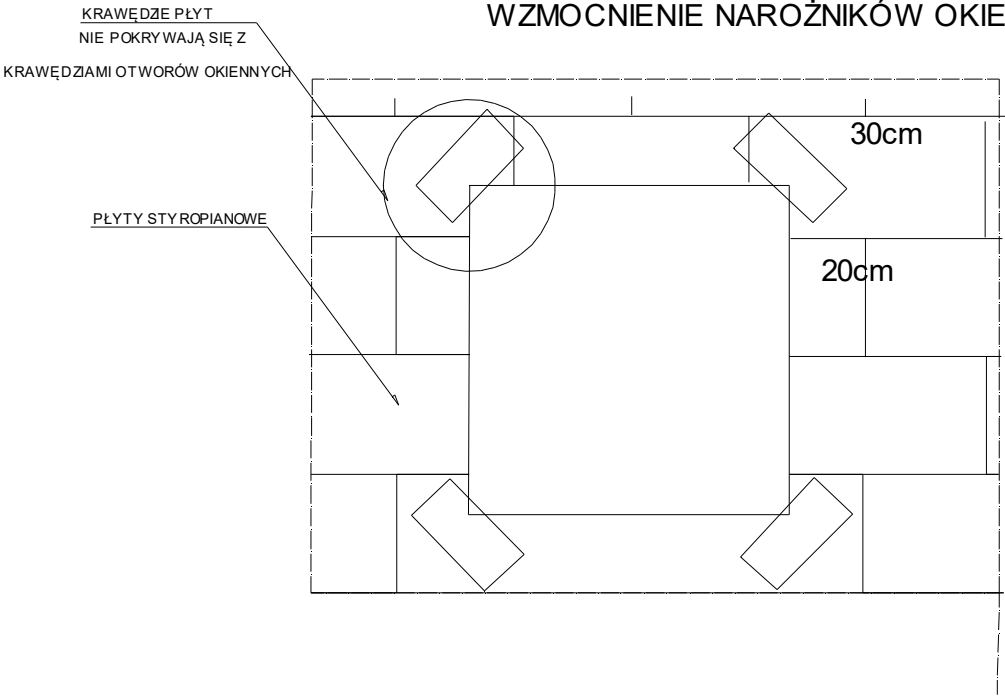 WZMOCNIENIE NAROŻNIKÓW OKIE
KRAWĘDZIE PŁYT
NIE POKRYWAJĄ SIĘ Z
KRAWĘDZIAMI OTWORÓW OKIENNYCH
30cm
PŁYTY STYROPIANOWE
20cm